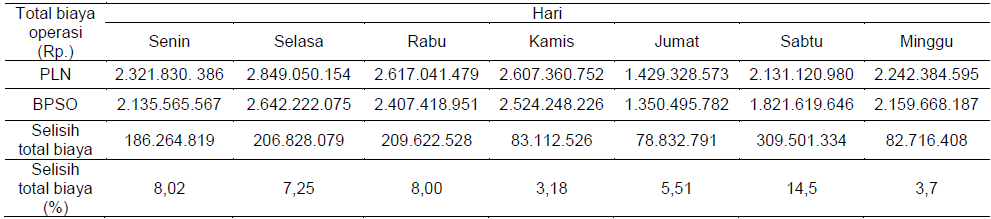 Total biaya operasi (Rp.) Hari
Senin Selasa Rabu Kamis Jumat Sabtu Minggu
PLN 2.321.830. 386 2.849.050.154 2.617.041.479 2.607.360.752 1.429.328.573 2.131.120.980 2.242.384.595
BPSO 2.135.565.567 2.642.222.075 2.407.418.951 2.524.248.226 1.350.495.782 1.821.619.646 2.159.668.187
Selisih total biaya 186.264.819 206.828.079 209.622.528 83.112.526 78.832.791 309.501.334 82.716.408
Selisih total biaya (%) 8,02 7,25 8,00 3,18 5,51 14,5 3,7